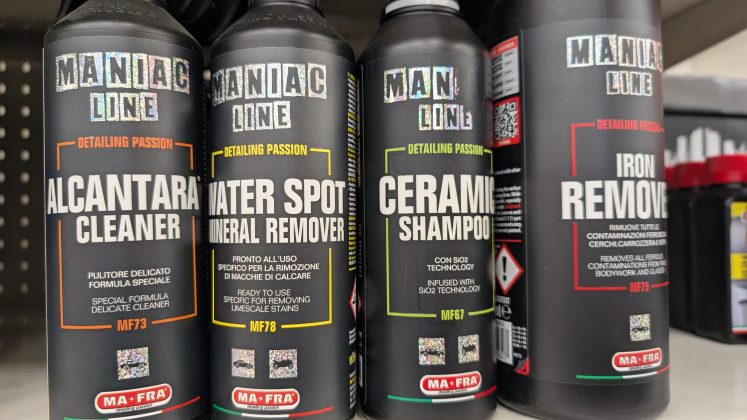 MANIAC
LINE
DETAILING PASSION
ALCANTARA®
CLEANER
PULITORE DELICATO
FORMULA SPECIALE
SPECIAL FORMULA
DELICATE CLEANER
MF73
MA-FRA
MANIAC
LINE
DETAILING PASSION
WATER SPOT
MINERAL REMOVER
PRONTO ALL'USO
SPECIFICO PER LA RIMOZIONE
DI MACCHIE DI CALCARE
READY TO USE
SPECIFIC FOR REMOVING
LIMESCALE STAINS
MF78
MA-FRA
MAN
LINE
DETAILING PASSION
CERAMIC
SHAMPOO
CON SiO2
TECHNOLOGY
INFUSED WITH
SiO2 TECHNOLOGY
MF67
MA-FRA
MANIAC
LINE
DETAILING PASSION
IRON
REMOVE
RIMUOVE TUTTE LE
CONTAMINAZIONI FERROSE DA
CERCHI, CARROZZERIA E
REMOVES ALL FERROUS
CONTAMINATIONS FROM
BODYWORK AND GLASSES
MF75
MA-FRA